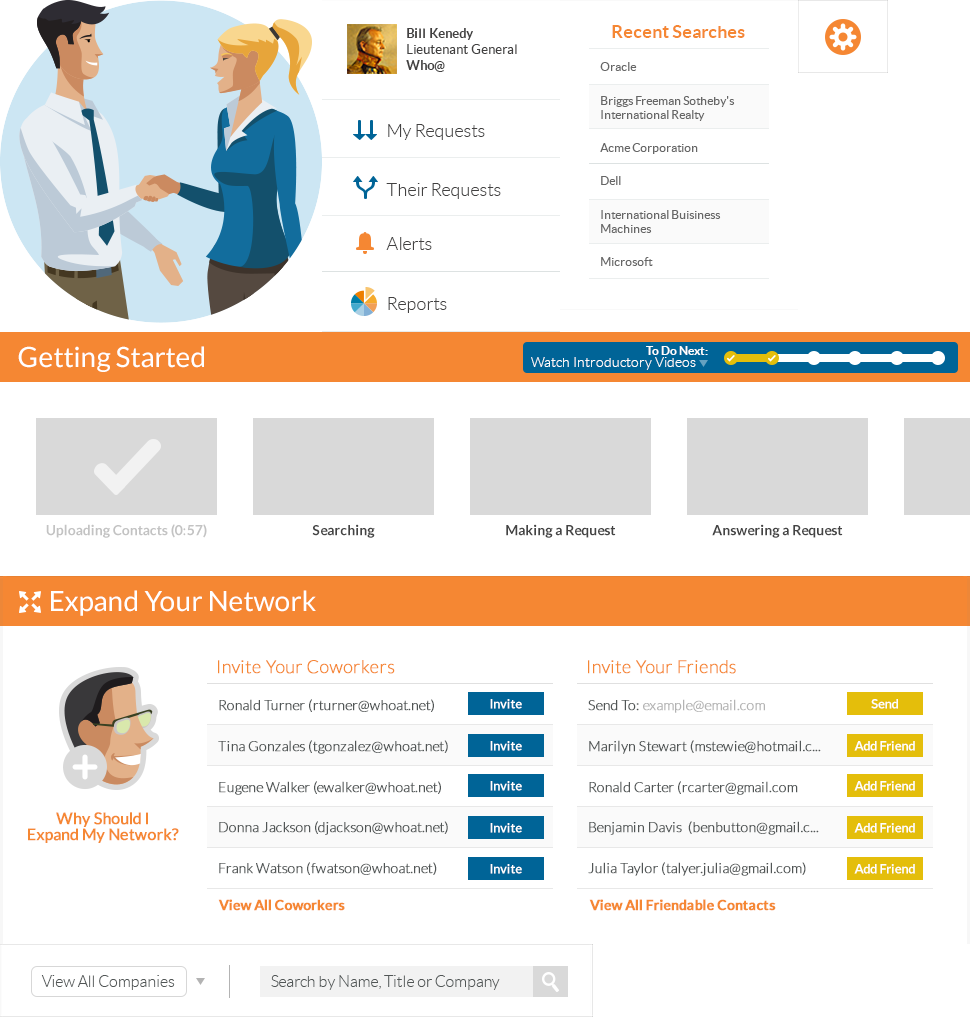 Bill Kenedy
Lieutenant General
Who@
My Requests
Their Requests
Alerts
Reports
Recent Searches
Oracle
Briggs Freeman Sotheby's
International Realty
Acme Corporation
Dell
International Buisiness
Machines
Microsoft
Getting Started
To Do Next:
Watch Introductory Videos
Uploading Contacts (0:57)
Searching
Making a Request
Answering a Request
Expand Your Network
Why Should I
Expand My Network?
Invite Your Coworkers
Ronald Turner (rturner@whoat.net) Invite
Tina Gonzales (tgonzalez@whoat.net) Invite
Eugene Walker (ewalker@whoat.net) Invite
Donna Jackson (djackson@whoat.net) Invite
Frank Watson (fwatson@whoat.net) Invite
View All Coworkers
Invite Your Friends
Send To: example@email.com Send
Marilyn Stewart (mstewie@hotmail.c... Add Friend
Ronald Carter (rcarter@gmail.com Add Friend
Benjamin Davis (benbutton@gmail.c... Add Friend
Julia Taylor (talyer.julia@gmail.com) Add Friend
View All Friendable Contacts
View All Companies
Search by Name, Title or Company